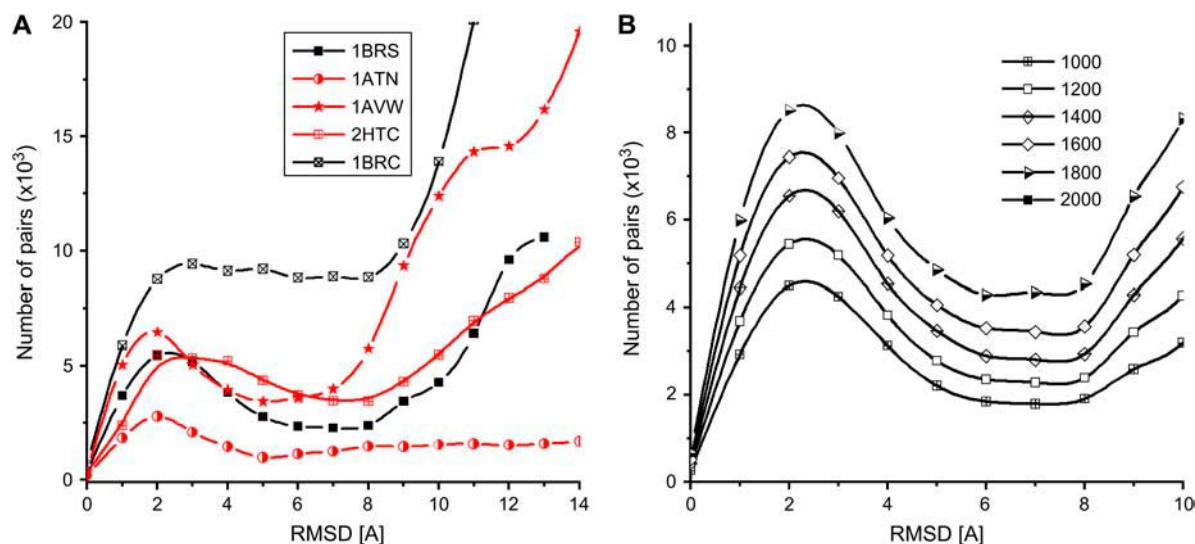 A
20
15
10
5
0
Number of pairs (x10³)
1BRS
1ATN
1AVW
2HTC
1BRC
0 2 4 6 8 10 12 14
RMSD [A]
B
10
8
6
4
2
0
Number of pairs (x10³)
1000
1200
1400
1600
1800
2000
0 2 4 6 8 10
RMSD [A]